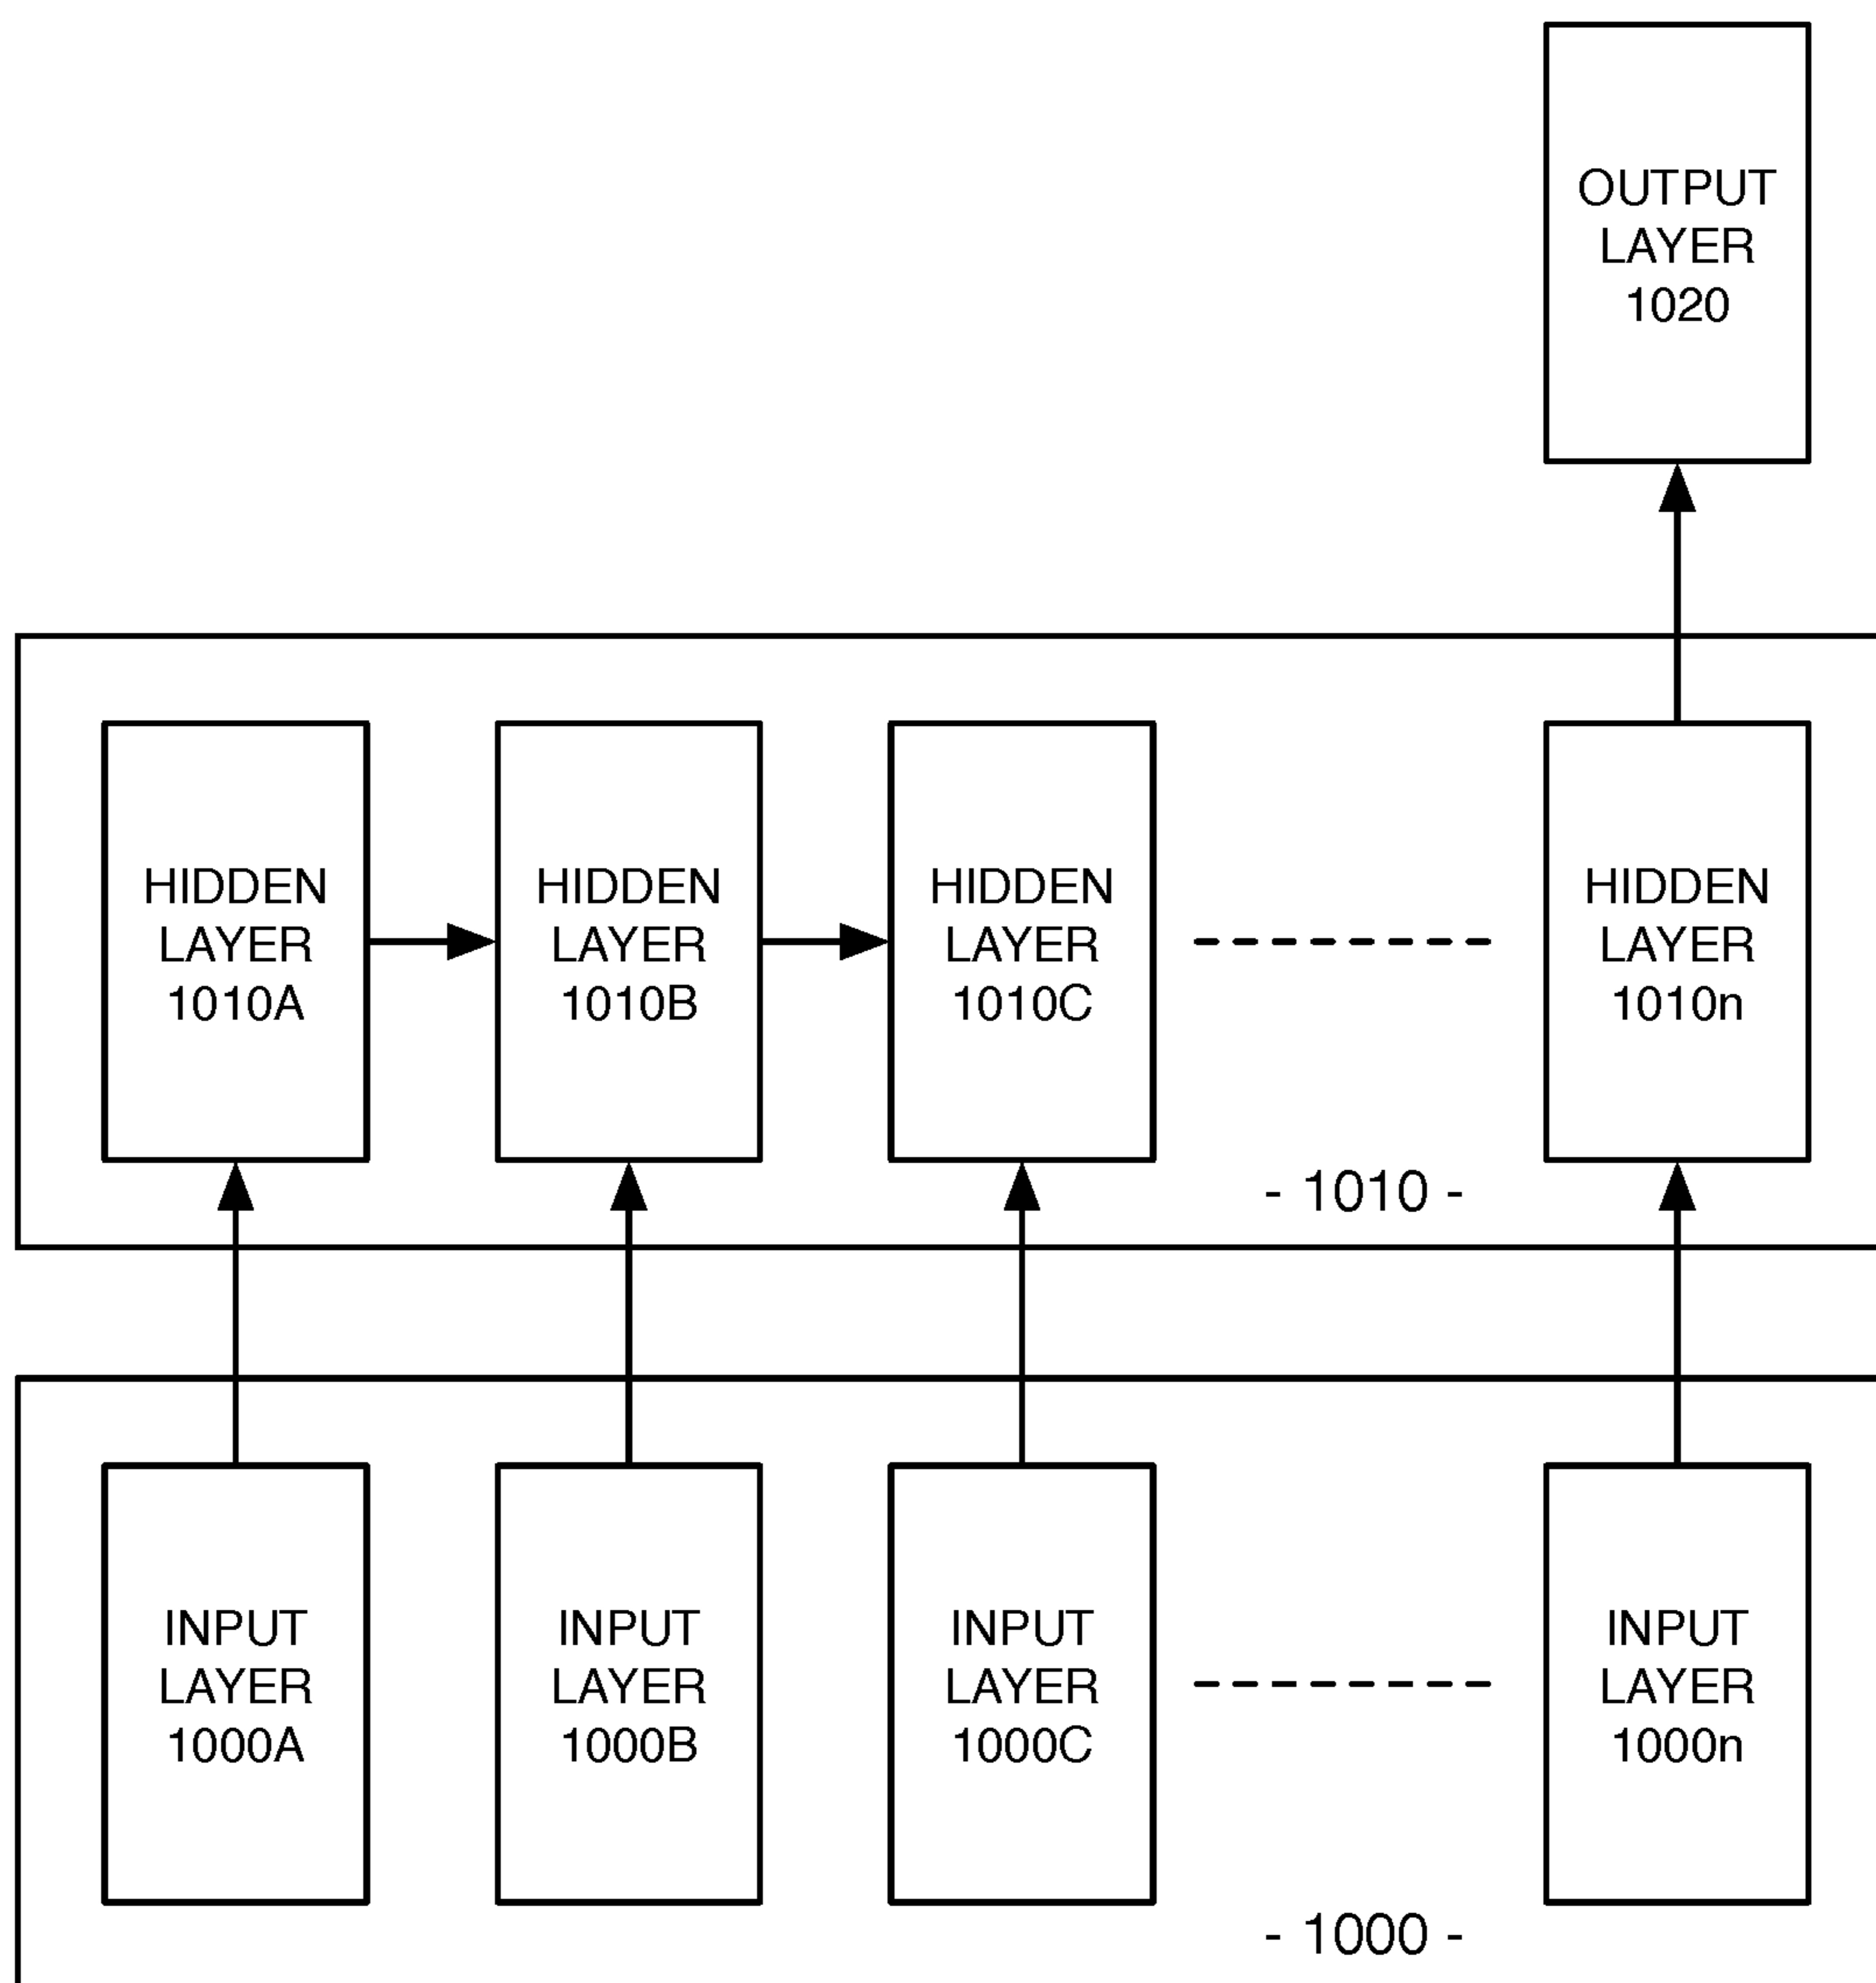 OUTPUT
LAYER
1020
HIDDEN
LAYER
1010A
HIDDEN
LAYER
1010B
HIDDEN
LAYER
1010C
HIDDEN
LAYER
1010n
- 1010 -
INPUT
LAYER
1000A
INPUT
LAYER
1000B
INPUT
LAYER
1000C
INPUT
LAYER
1000n
- 1000 -